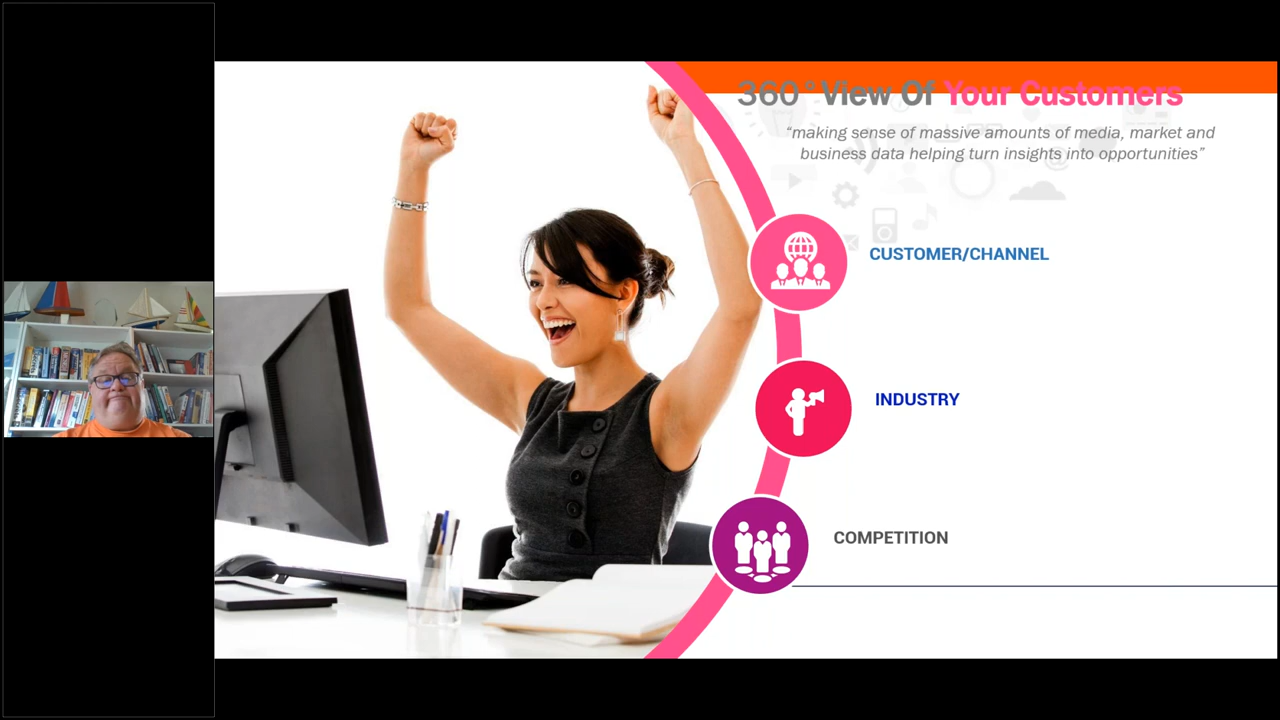 360° View Of Your Customers
“making sense of massive amounts of media, market and
business data helping turn insights into opportunities”
CUSTOMER/CHANNEL
INDUSTRY
COMPETITION